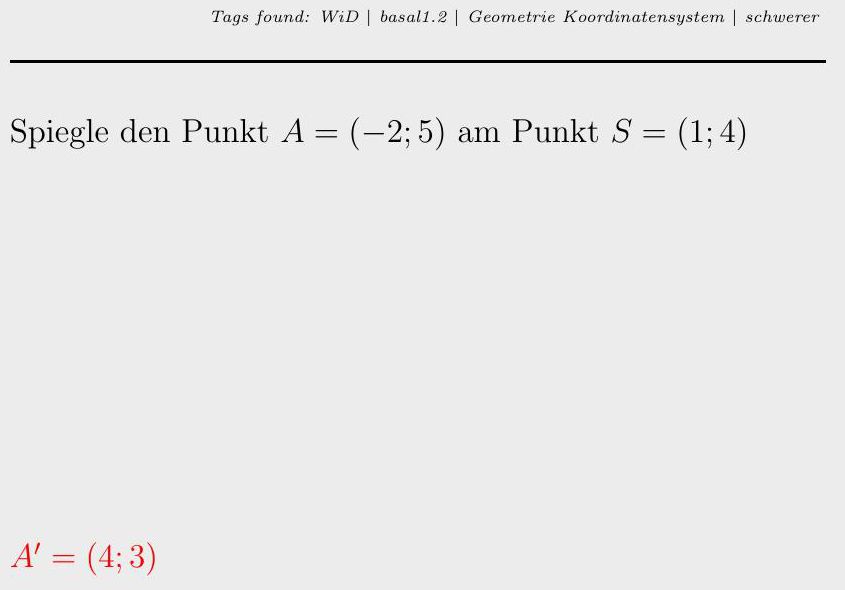 Tags found: WiD | basal1.2 | Geometrie Koordinatensystem | schwerer
Spiegle den Punkt A = (−2; 5) am Punkt S = (1; 4)
A′ = (4; 3)